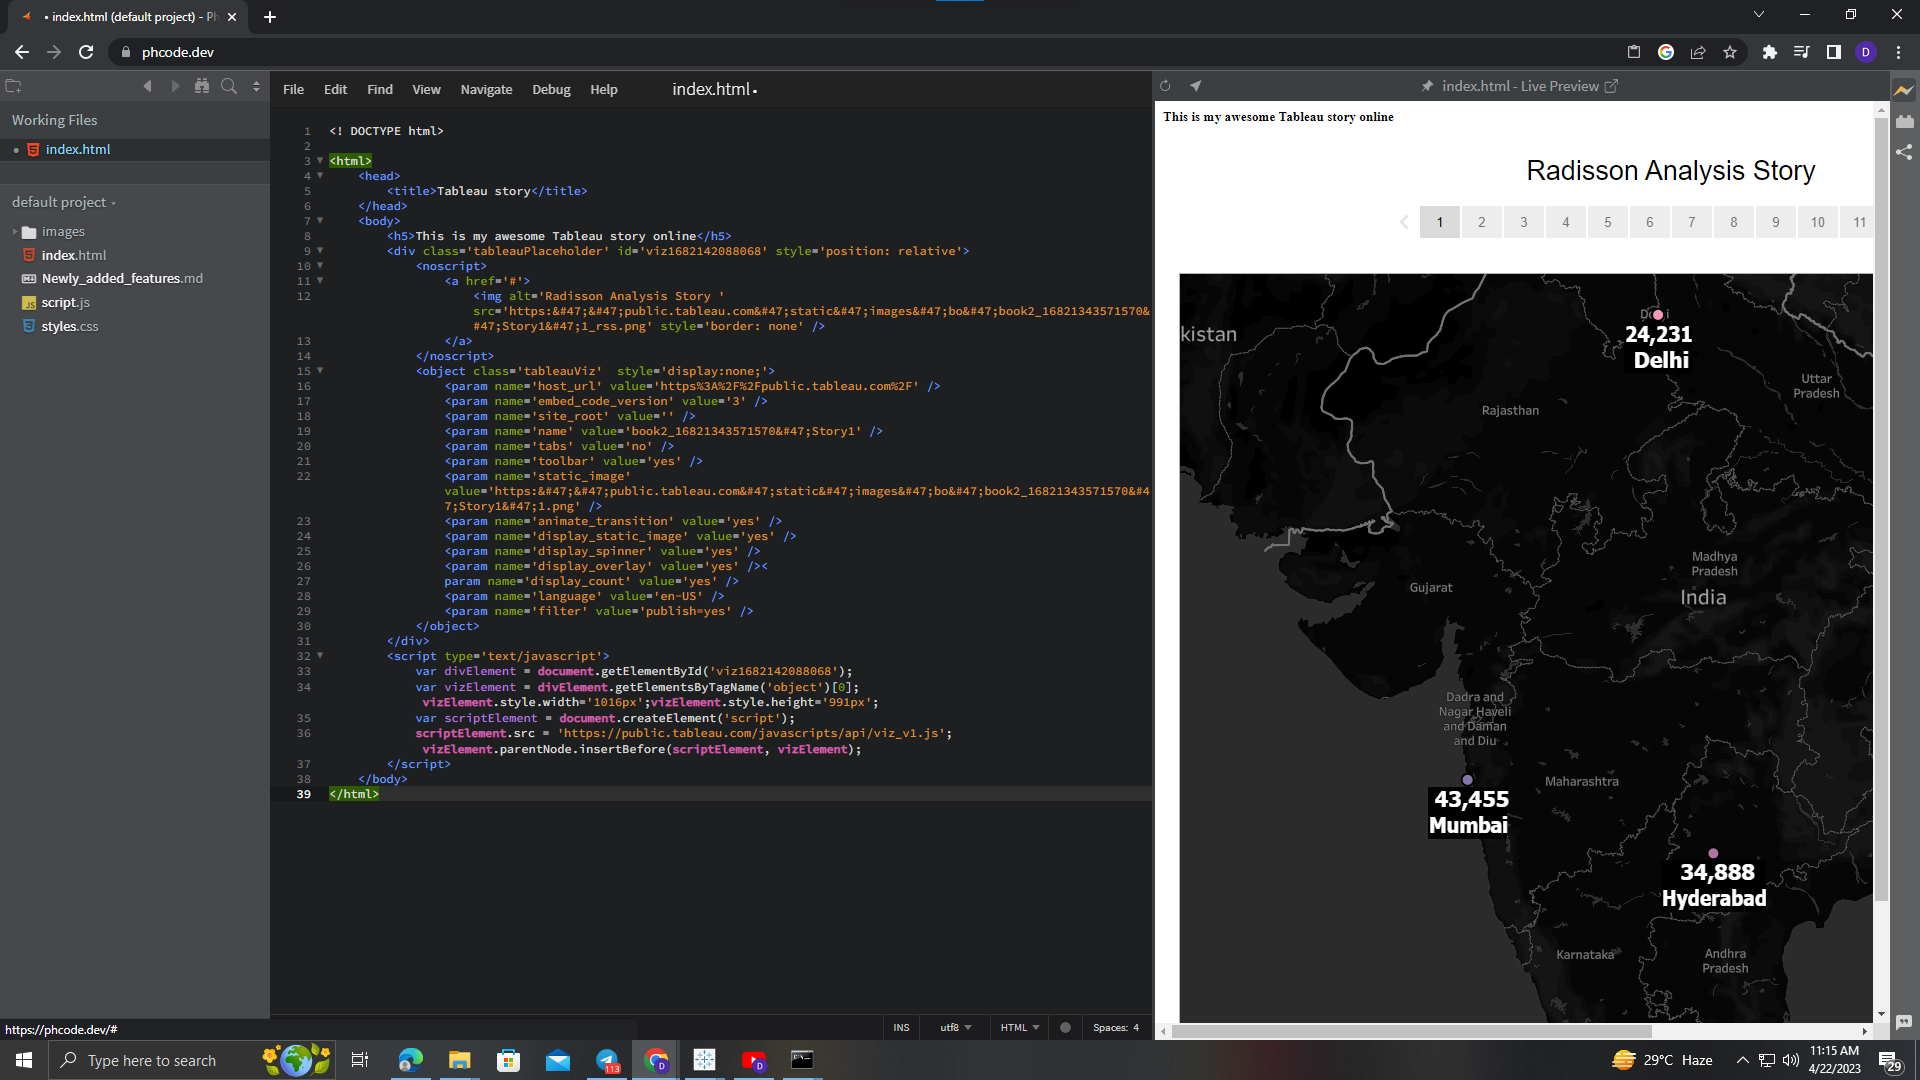 index.html (default project) - Ph
phcode.dev
D
File Edit Find View Navigate Debug Help
index.html
index.html - Live Preview
Working Files
index.html
default project
images
index.html
Newly_added_features.md
script.js
styles.css
1 <! DOCTYPE html>
2
3 <html>
4 <head>
5 <title>Tableau story</title>
6 </head>
7 <body>
8 <h5>This is my awesome Tableau story online</h5>
9 <div class='tableauPlaceholder' id='viz1682142088068' style='position: relative'>
10 <noscript>
11 <a href='#'>
12 <img alt='Radisson Analysis Story '
src='https:&#47;&#47;public.tableau.com&#47;static&#47;images&#47;bo&#47;book2_16821343571570&
#47;Story1&#47;1_rss.png' style='border: none' />
13 </a>
14 </noscript>
15 <object class='tableauViz'  style='display:none;'>
16 <param name='host_url' value='https%3A%2F%2Fpublic.tableau.com%2F' />
17 <param name='embed_code_version' value='3' />
18 <param name='site_root' value='' />
19 <param name='name' value='book2_16821343571570&#47;Story1' />
20 <param name='tabs' value='no' />
21 <param name='toolbar' value='yes' />
22 <param name='static_image'
value='https:&#47;&#47;public.tableau.com&#47;static&#47;images&#47;bo&#47;book2_16821343571570&#4
7;Story1&#47;1.png' />
23 <param name='animate_transition' value='yes' />
24 <param name='display_static_image' value='yes' />
25 <param name='display_spinner' value='yes' />
26 <param name='display_overlay' value='yes' /><
27 param name='display_count' value='yes' />
28 <param name='language' value='en-US' />
29 <param name='filter' value='publish=yes' />
30 </object>
31 </div>
32 <script type='text/javascript'>
33 var divElement = document.getElementById('viz1682142088068');
34 var vizElement = divElement.getElementsByTagName('object')[0];
vizElement.style.width='1016px';vizElement.style.height='991px';
35 var scriptElement = document.createElement('script');
36 scriptElement.src = 'https://public.tableau.com/javascripts/api/viz_v1.js';
vizElement.parentNode.insertBefore(scriptElement, vizElement);
37 </script>
38 </body>
39 </html>
This is my awesome Tableau story online
Radisson Analysis Story
1 2 3 4 5 6 7 8 9 10 11
kistan
24,231
Delhi
Uttar
Pradesh
Rajasthan
Madhya
Pradesh
Gujarat
India
Dadra and
Nagar Haveli
and Daman
and Diu
Maharashtra
43,455
Mumbai
34,888
Hyderabad
Karnataka
Andhra
Pradesh
https://phcode.dev/#
INS utf8 HTML Spaces: 4
Type here to search
113
D
D
29°C Haze
11:15 AM
4/22/2023
29